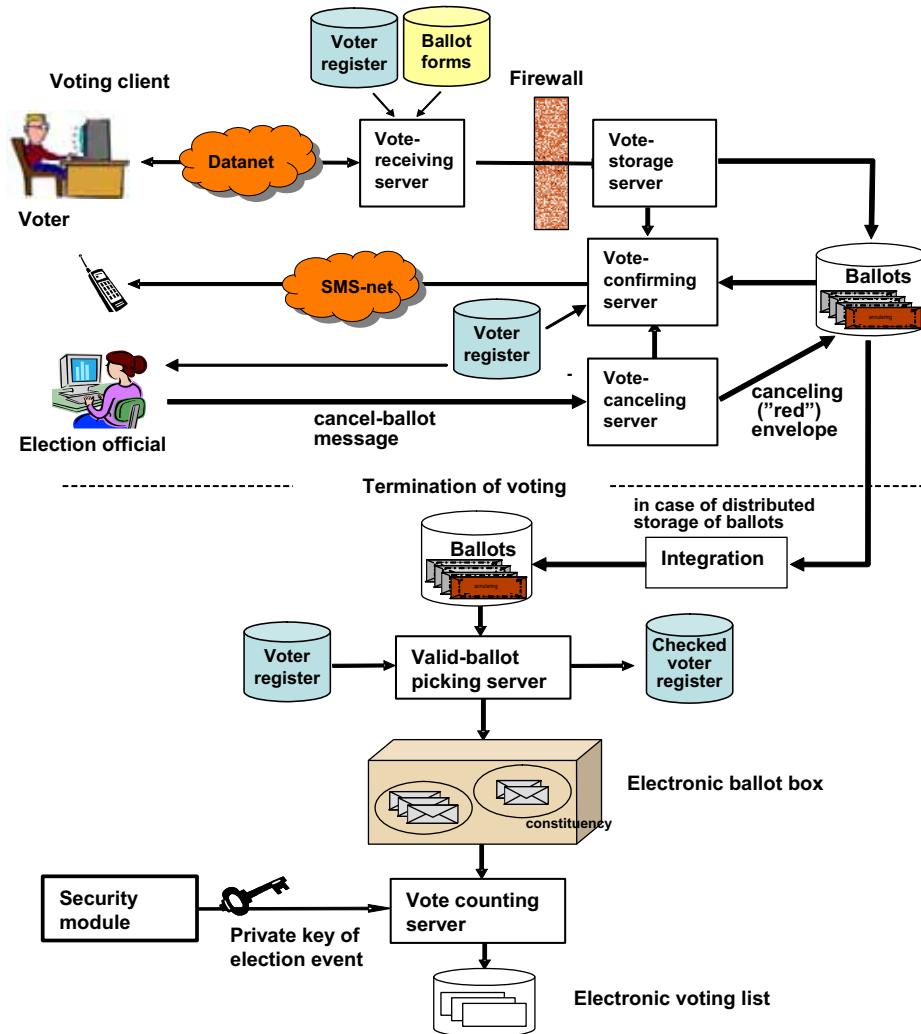 Voter
register
Ballot
forms
Voting client
Firewall
Vote-
receiving
server
Vote-
storage
server
Datanet
Voter
Vote-
confirming
server
Ballots
annulering
SMS-net
Voter
register
Vote-
canceling
server
canceling
(”red”)
envelope
cancel-ballot
message
Election official
Termination of voting
in case of distributed
storage of ballots
Integration
Ballots
annulering
Voter
register
Valid-ballot
picking server
Checked
voter
register
Electronic ballot box
constituency
Security
module
Vote counting
server
Private key of
election event
Electronic voting list